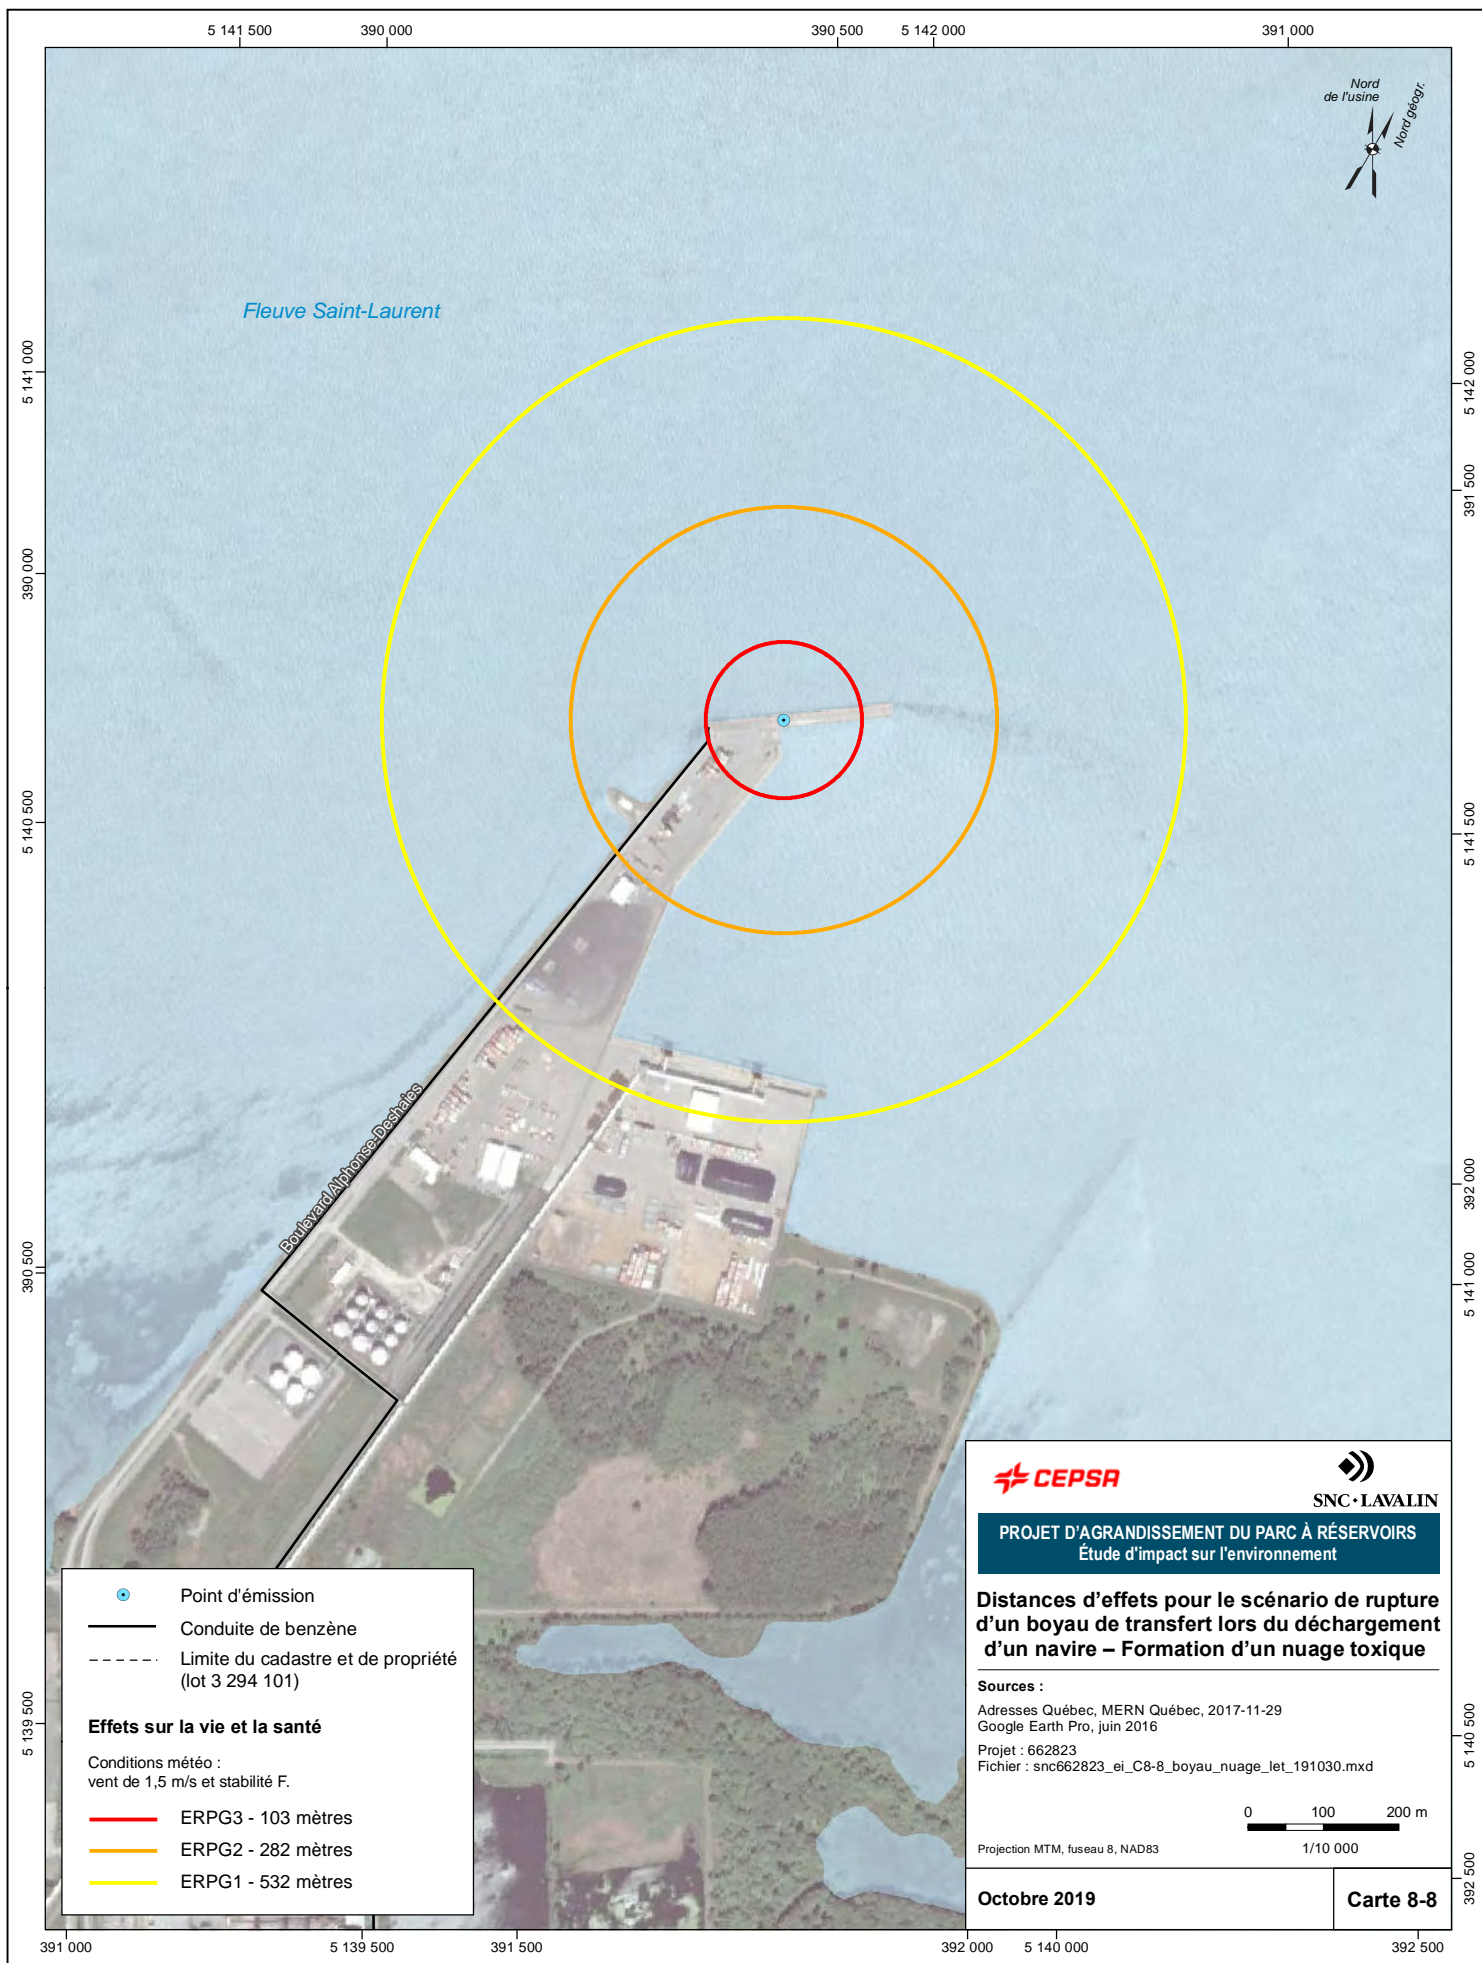 5 141 500
390 000
390 500
5 142 000
391 000
Nord
de l'usine
Nord géogr.
Fleuve Saint-Laurent
5 141 000
390 000
5 140 500
390 500
5 139 500
5 142 000
391 500
5 141 500
392 000
5 141 000
5 140 500
392 500
Boulevard Alphonse-Deshaies
CEPSA
SNC•LAVALIN
PROJET D'AGRANDISSEMENT DU PARC À RÉSERVOIRS
Étude d'impact sur l'environnement
Distances d'effets pour le scénario de rupture
d'un boyau de transfert lors du déchargement
d'un navire – Formation d'un nuage toxique
Sources :
Adresses Québec, MERN Québec, 2017-11-29
Google Earth Pro, juin 2016
Projet : 662823
Fichier : snc662823_ei_C8-8_boyau_nuage_let_191030.mxd
0 100 200 m
1/10 000
Projection MTM, fuseau 8, NAD83
Octobre 2019
Carte 8-8
Point d'émission
Conduite de benzène
Limite du cadastre et de propriété
(lot 3 294 101)
Effets sur la vie et la santé
Conditions météo :
vent de 1,5 m/s et stabilité F.
ERPG3 - 103 mètres
ERPG2 - 282 mètres
ERPG1 - 532 mètres
391 000
5 139 500
391 500
392 000
5 140 000
392 500